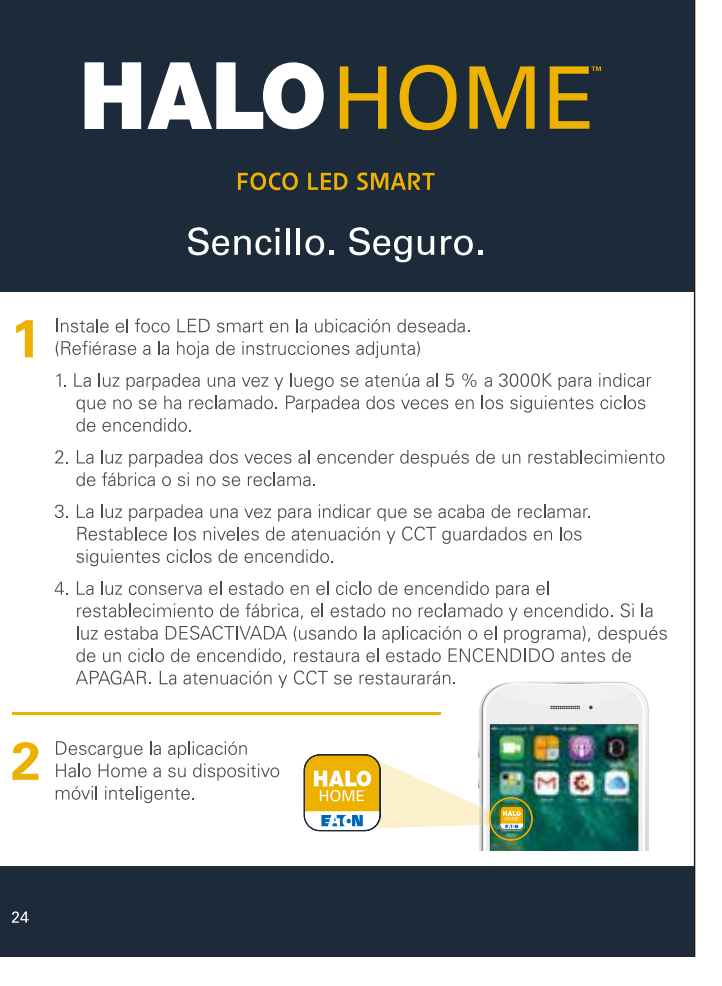 HALO HOME™
FOCO LED SMART
Sencillo. Seguro.
1
Instale el foco LED smart en la ubicación deseada.
(Refiérase a la hoja de instrucciones adjunta)
1. La luz parpadea una vez y luego se atenúa al 5 % a 3000K para indicar
que no se ha reclamado. Parpadea dos veces en los siguientes ciclos
de encendido.
2. La luz parpadea dos veces al encender después de un restablecimiento
de fábrica o si no se reclama.
3. La luz parpadea una vez para indicar que se acaba de reclamar.
Restablece los niveles de atenuación y CCT guardados en los
siguientes ciclos de encendido.
4. La luz conserva el estado en el ciclo de encendido para el
restablecimiento de fábrica, el estado no reclamado y encendido. Si la
luz estaba DESACTIVADA (usando la aplicación o el programa), después
de un ciclo de encendido, restaura el estado ENCENDIDO antes de
APAGAR. La atenuación y CCT se restaurarán.
2
Descargue la aplicación
Halo Home a su dispositivo
móvil inteligente.
HALO
HOME
EATON
HALO
HOME
EATON
24